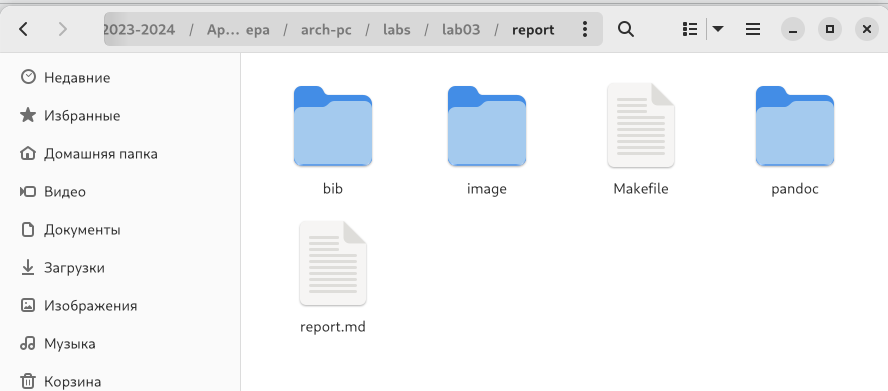 2023-2024 / Ар… ера / arch-pc / labs / lab03 / report
Недавние
Избранные
Домашняя папка
Видео
Документы
Загрузки
Изображения
Музыка
Корзина
bib
image
Makefile
pandoc
report.md